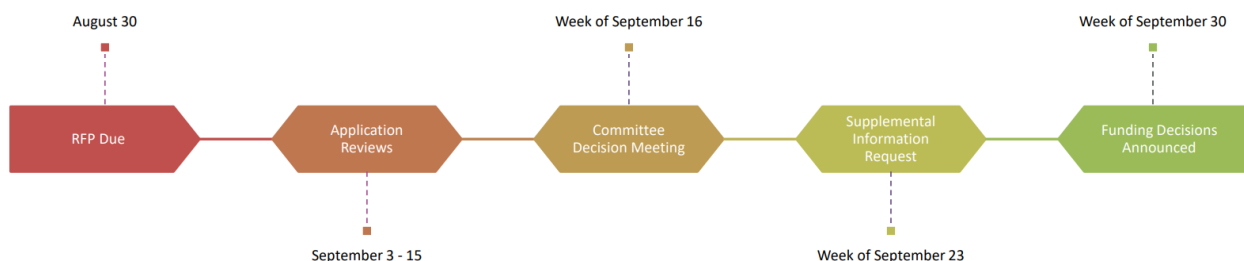 August 30
Week of September 16
Week of September 30
RFP Due
Application
Reviews
Committee
Decision Meeting
Supplemental
Information
Request
Funding Decisions
Announced
September 3 - 15
Week of September 23